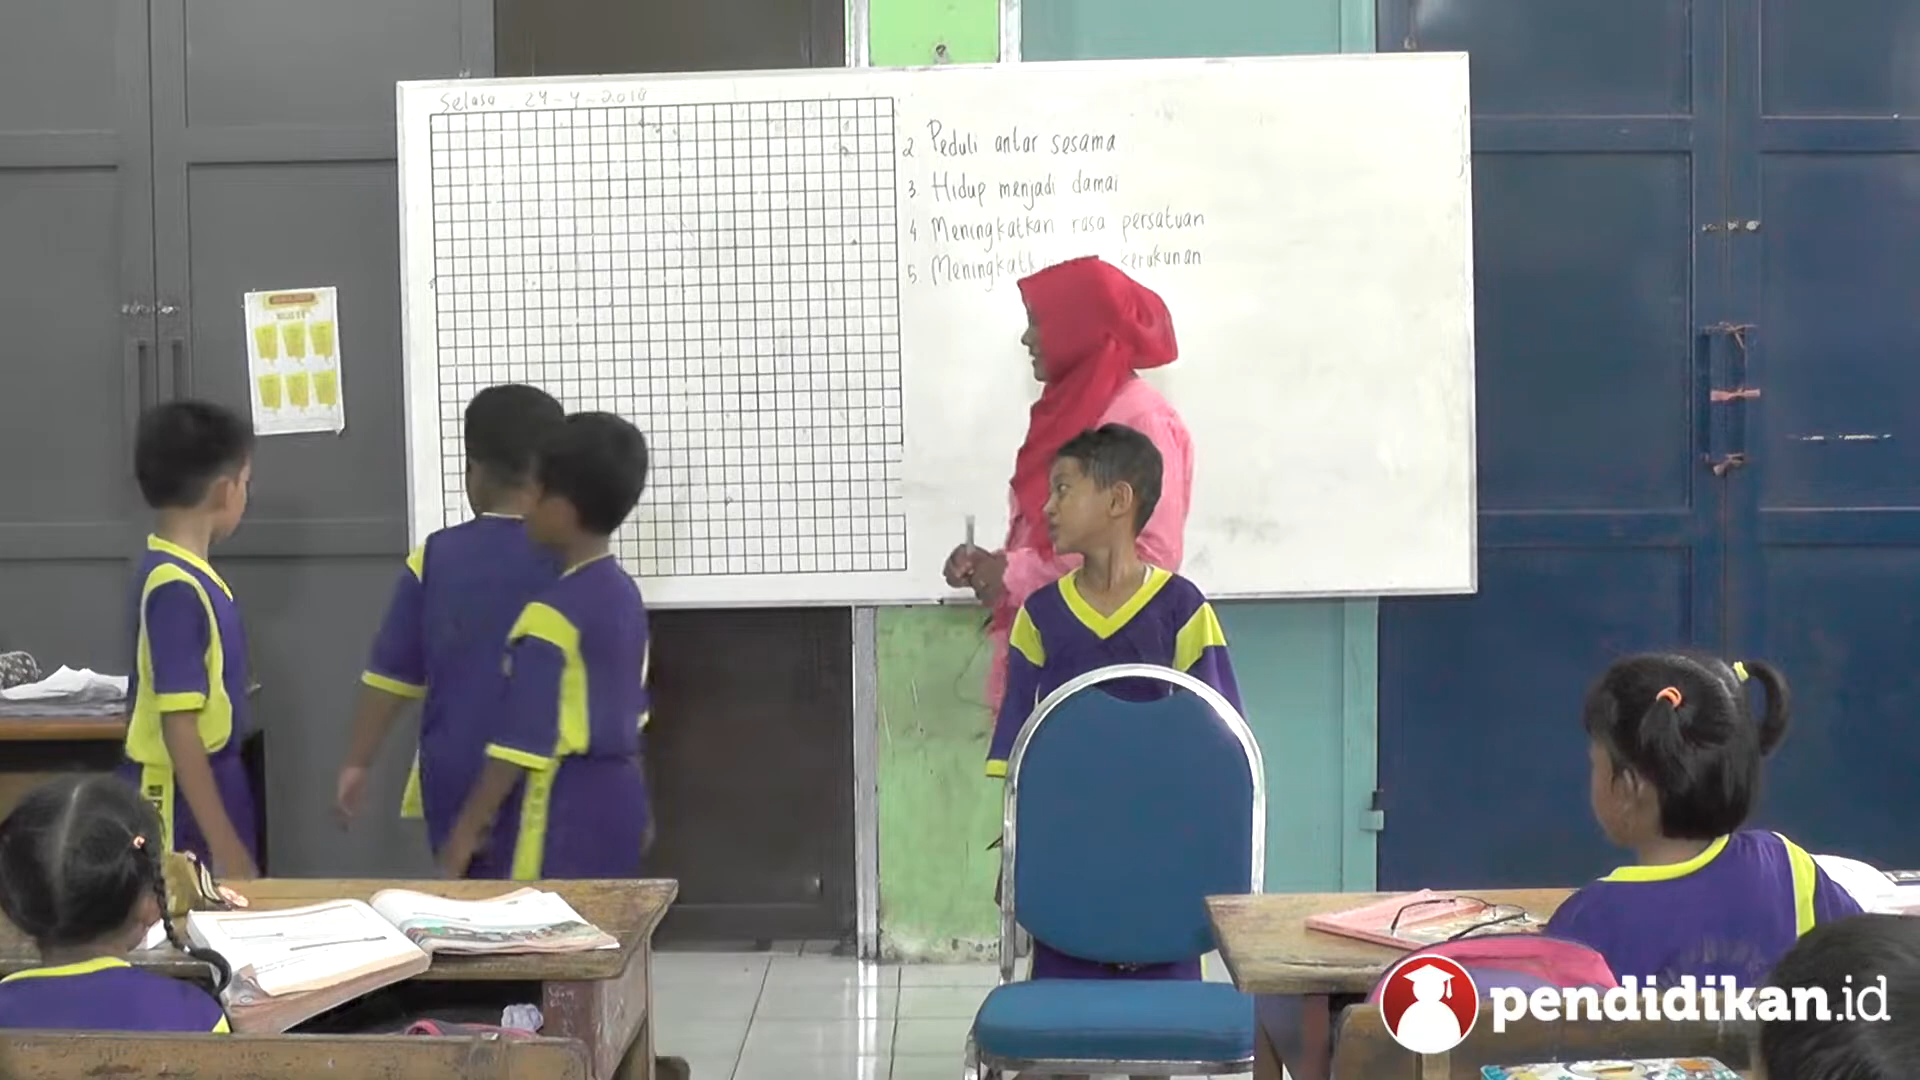 Selasa 24-4-2018
2 Peduli antar sesama
3. Hidup menjadi damai
4. Meningkatkan rasa persatuan
5. kerukunan
pendidikan.id